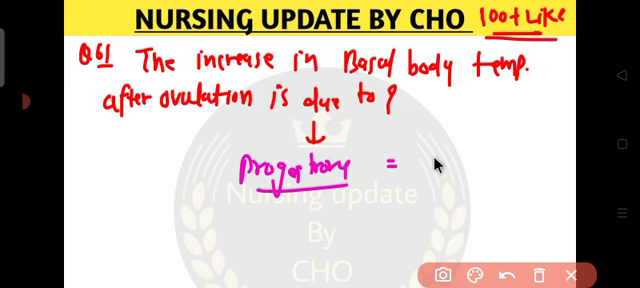 NURSING UPDATE BY CHO 100+ Like
Q61 The increase in Basal body temp.
after ovulation is due to?
progesterone =
Nursing update
By
CHO